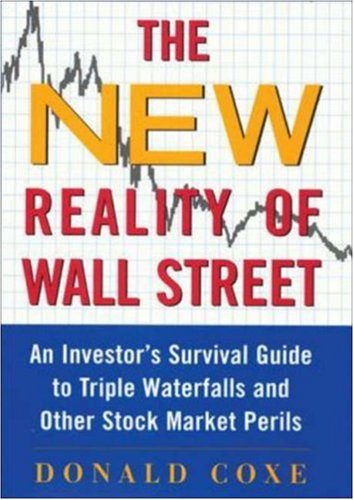 THE
NEW
REALITY OF
WALL STREET
An Investor's Survival Guide
to Triple Waterfalls and
Other Stock Market Perils
DONALD COXE